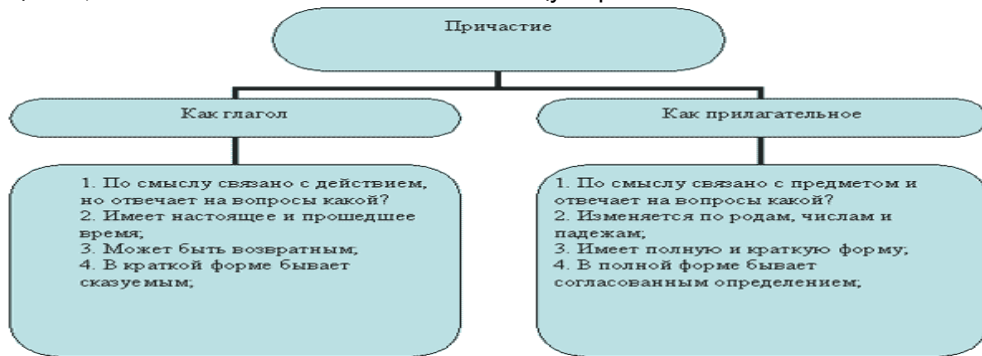 Причастие
Как глагол
Как прилагательное
1. По смыслу связано с действием,
но отвечает на вопросы какой?
2. Имеет настоящее и прошедшее
время;
3. Может быть возвратным;
4. В краткой форме бывает
сказуемым;
1. По смыслу связано с предметом и
отвечает на вопросы какой?
2. Изменяется по родам, числам и
падежам;
3. Имеет полную и краткую форму;
4. В полной форме бывает
согласованным определением;